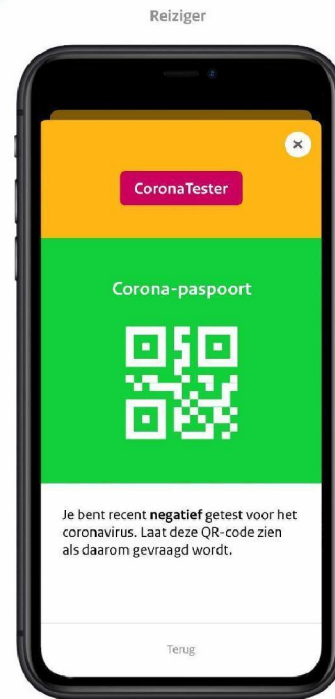 Reiziger
CoronaTester
Corona-paspoort
Je bent recent negatief getest voor het
coronavirus. Laat deze QR-code zien
als daarom gevraagd wordt.
Terug